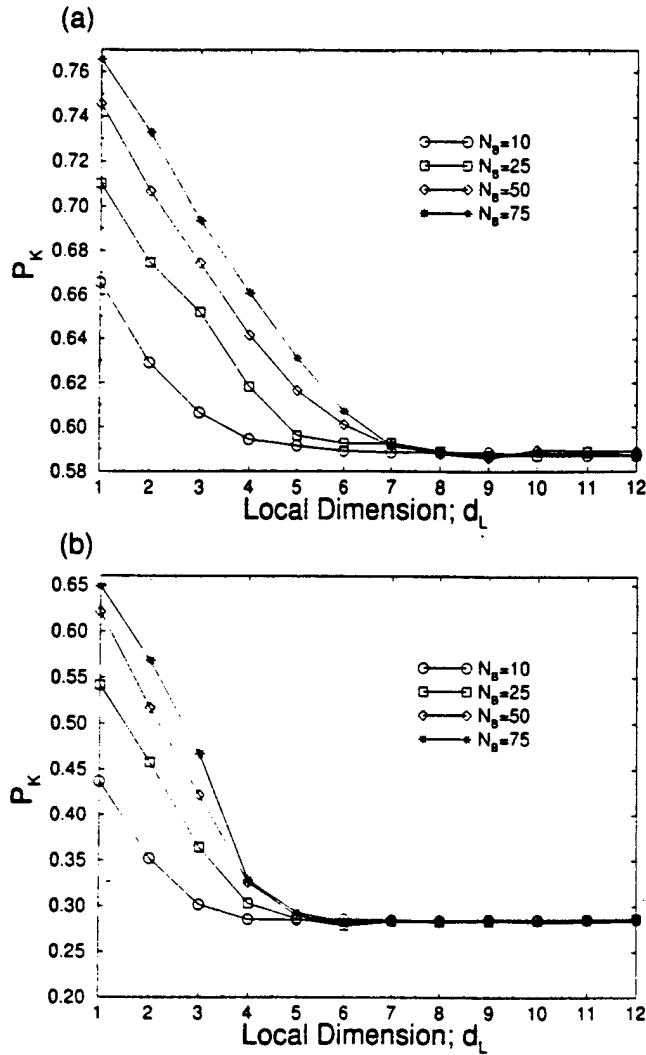 (a)
0.76
0.74
0.72
0.70
0.68
0.66
0.64
0.62
0.60
0.58
P_K
N_B=10
N_B=25
N_B=50
N_B=75
1 2 3 4 5 6 7 8 9 10 11 12
Local Dimension; d_L
(b)
0.65
0.60
0.55
0.50
0.45
0.40
0.35
0.30
0.25
0.20
P_K
N_B=10
N_B=25
N_B=50
N_B=75
1 2 3 4 5 6 7 8 9 10 11 12
Local Dimension; d_L